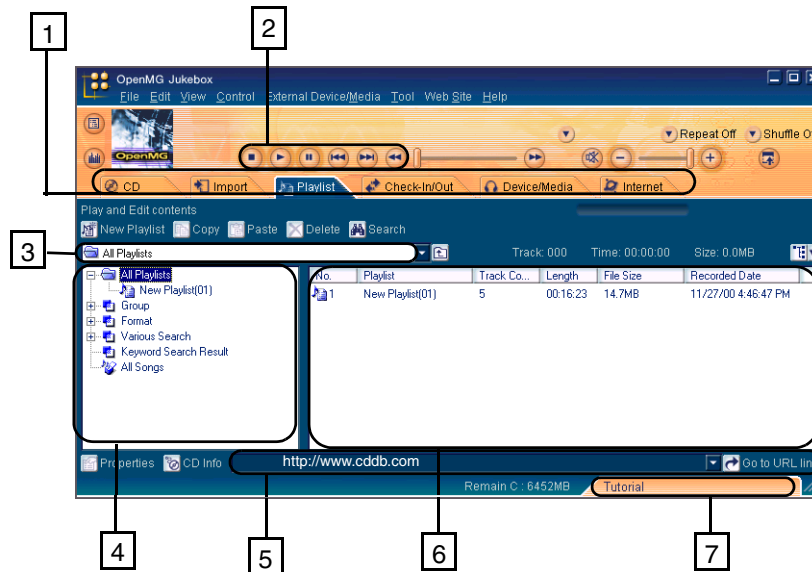 1
2
OpenMG Jukebox
File Edit View Control External Device/Media Tool Web Site Help
OpenMG
Repeat Off
Shuffle O
CD
Import
Playlist
Check-In/Out
Device/Media
Internet
Play and Edit contents
New Playlist Copy Paste Delete Search
3
All Playlists
Track: 000 Time: 00:00:00 Size: 0.0MB
All Playlists
New Playlist(01)
Group
Format
Various Search
Keyword Search Result
All Songs
No. Playlist Track Co... Length File Size Recorded Date
1 New Playlist(01) 5 00:16:23 14.7MB 11/27/00 4:46:47 PM
Properties CD Info http://www.cddb.com Go to URL lin
Remain C : 6452MB Tutorial
4
5
6
7